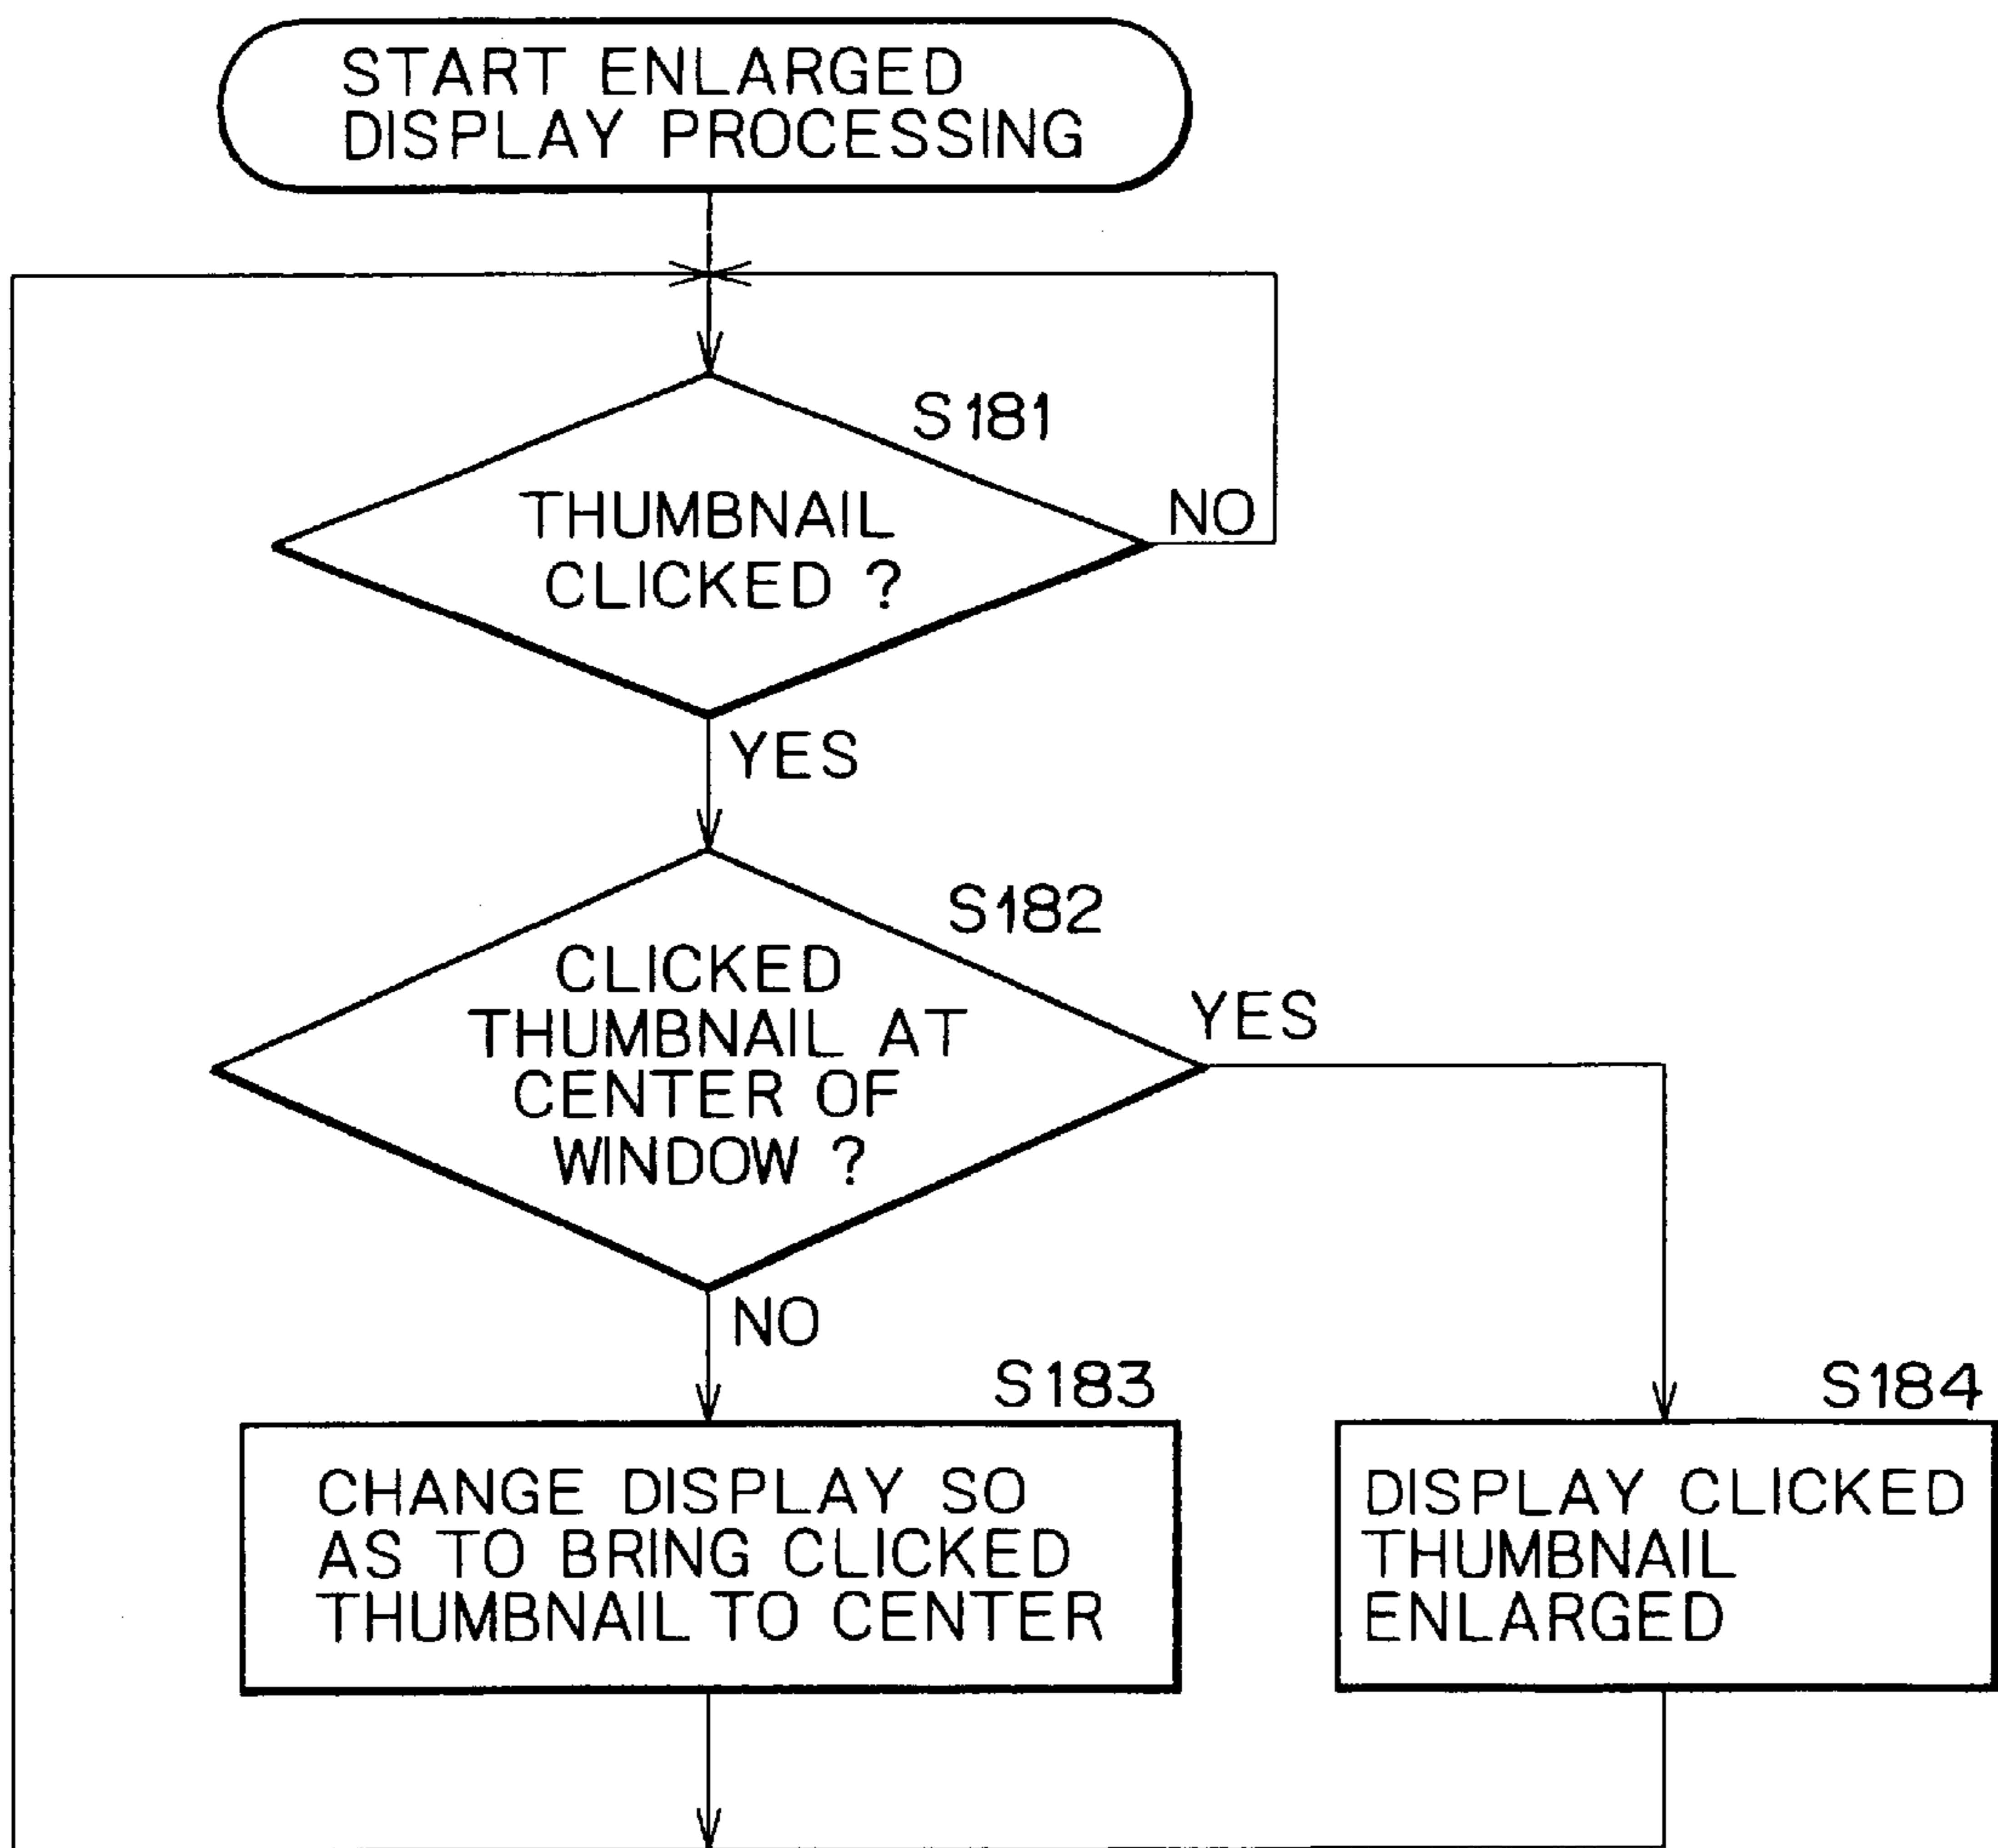 START ENLARGED
DISPLAY PROCESSING
S181
THUMBNAIL
CLICKED ?
NO
YES
S182
CLICKED
THUMBNAIL AT
CENTER OF
WINDOW ?
YES
NO
S183
CHANGE DISPLAY SO
AS TO BRING CLICKED
THUMBNAIL TO CENTER
S184
DISPLAY CLICKED
THUMBNAIL
ENLARGED